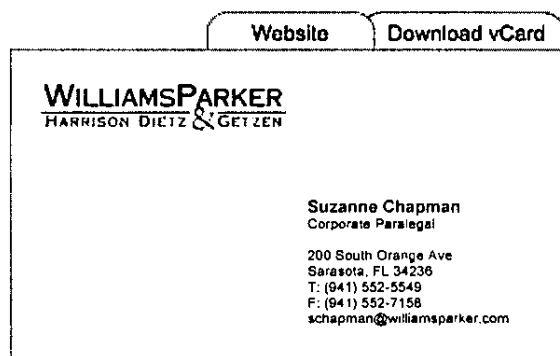 Website
Download vCard
WILLIAMSPARKER
HARRISON DIETZ & GETZEN
Suzanne Chapman
Corporate Paralegal
200 South Orange Ave
Sarasota, FL 34236
T: (941) 552-5549
F: (941) 552-7158
schapman@williamsparker.com